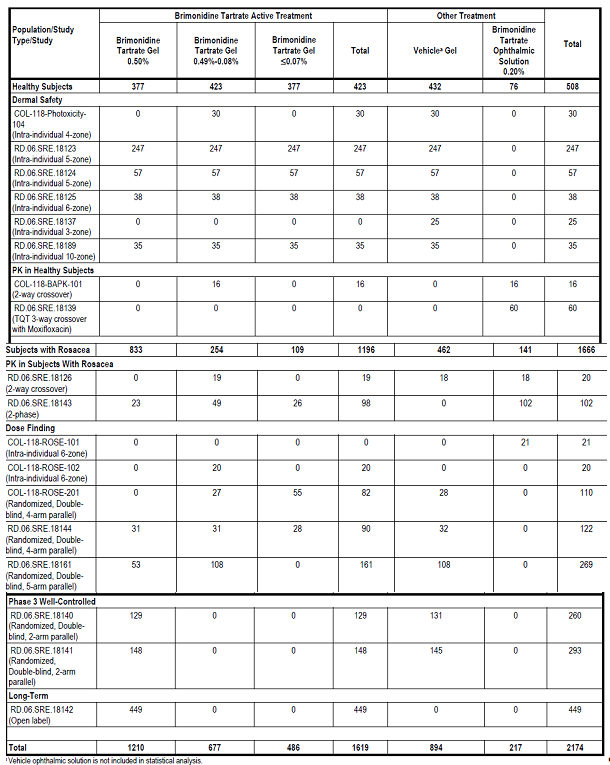 Population/Study
Type/Study
Brimonidine Tartrate Active Treatment
Other Treatment
Total
Brimonidine
Tartrate Gel
0.50%
Brimonidine
Tartrate Gel
0.49%-0.08%
Brimonidine
Tartrate Gel
≤0.07%
Total
Vehicleª Gel
Brimonidine
Tartrate
Ophthalmic
Solution
0.20%
Healthy Subjects 377 423 377 423 432 76 508
Dermal Safety
COL-118-Photoxicity-
104
(Intra-individual 4-zone)
0 30 0 30 30 0 30
RD.06.SRE.18123
(Intra-individual 5-zone)
247 247 247 247 247 0 247
RD.06.SRE.18124
(Intra-individual 5-zone)
57 57 57 57 57 0 57
RD.06.SRE.18125
(Intra-individual 6-zone)
38 38 38 38 38 0 38
RD.06.SRE.18137
(Intra-individual 3-zone)
0 0 0 0 25 0 25
RD.06.SRE.18189
(Intra-individual 10-zone)
35 35 35 35 35 0 35
PK in Healthy Subjects
COL-118-BAPK-101
(2-way crossover)
0 16 0 16 0 16 16
RD.06.SRE.18139
(TQT 3-way crossover
with Moxifloxacin)
0 0 0 0 0 60 60
Subjects with Rosacea 833 254 109 1196 462 141 1666
PK in Subjects With Rosacea
RD.06.SRE.18126
(2-way crossover)
0 19 0 19 18 18 20
RD.06.SRE.18143
(2-phase)
23 49 26 98 0 102 102
Dose Finding
COL-118-ROSE-101
(Intra-individual 6-zone)
0 0 0 0 0 21 21
COL-118-ROSE-102
(Intra-individual 6-zone)
0 20 0 20 0 0 20
COL-118-ROSE-201
(Randomized, Double-
blind, 4-arm parallel)
0 27 55 82 28 0 110
RD.06.SRE.18144
(Randomized, Double-
blind, 4-arm parallel)
31 31 28 90 32 0 122
RD.06.SRE.18161
(Randomized, Double-
blind, 5-arm parallel)
53 108 0 161 108 0 269
Phase 3 Well-Controlled
RD.06.SRE.18140
(Randomized, Double-
blind, 2-arm parallel)
129 0 0 129 131 0 260
RD.06.SRE.18141
(Randomized,
Double-blind, 2-arm
parallel)
148 0 0 148 145 0 293
Long-Term
RD.06.SRE.18142
(Open label)
449 0 0 449 0 0 449
Total 1210 677 486 1619 894 217 2174
ªVehicle ophthalmic solution is not included in statistical analysis.